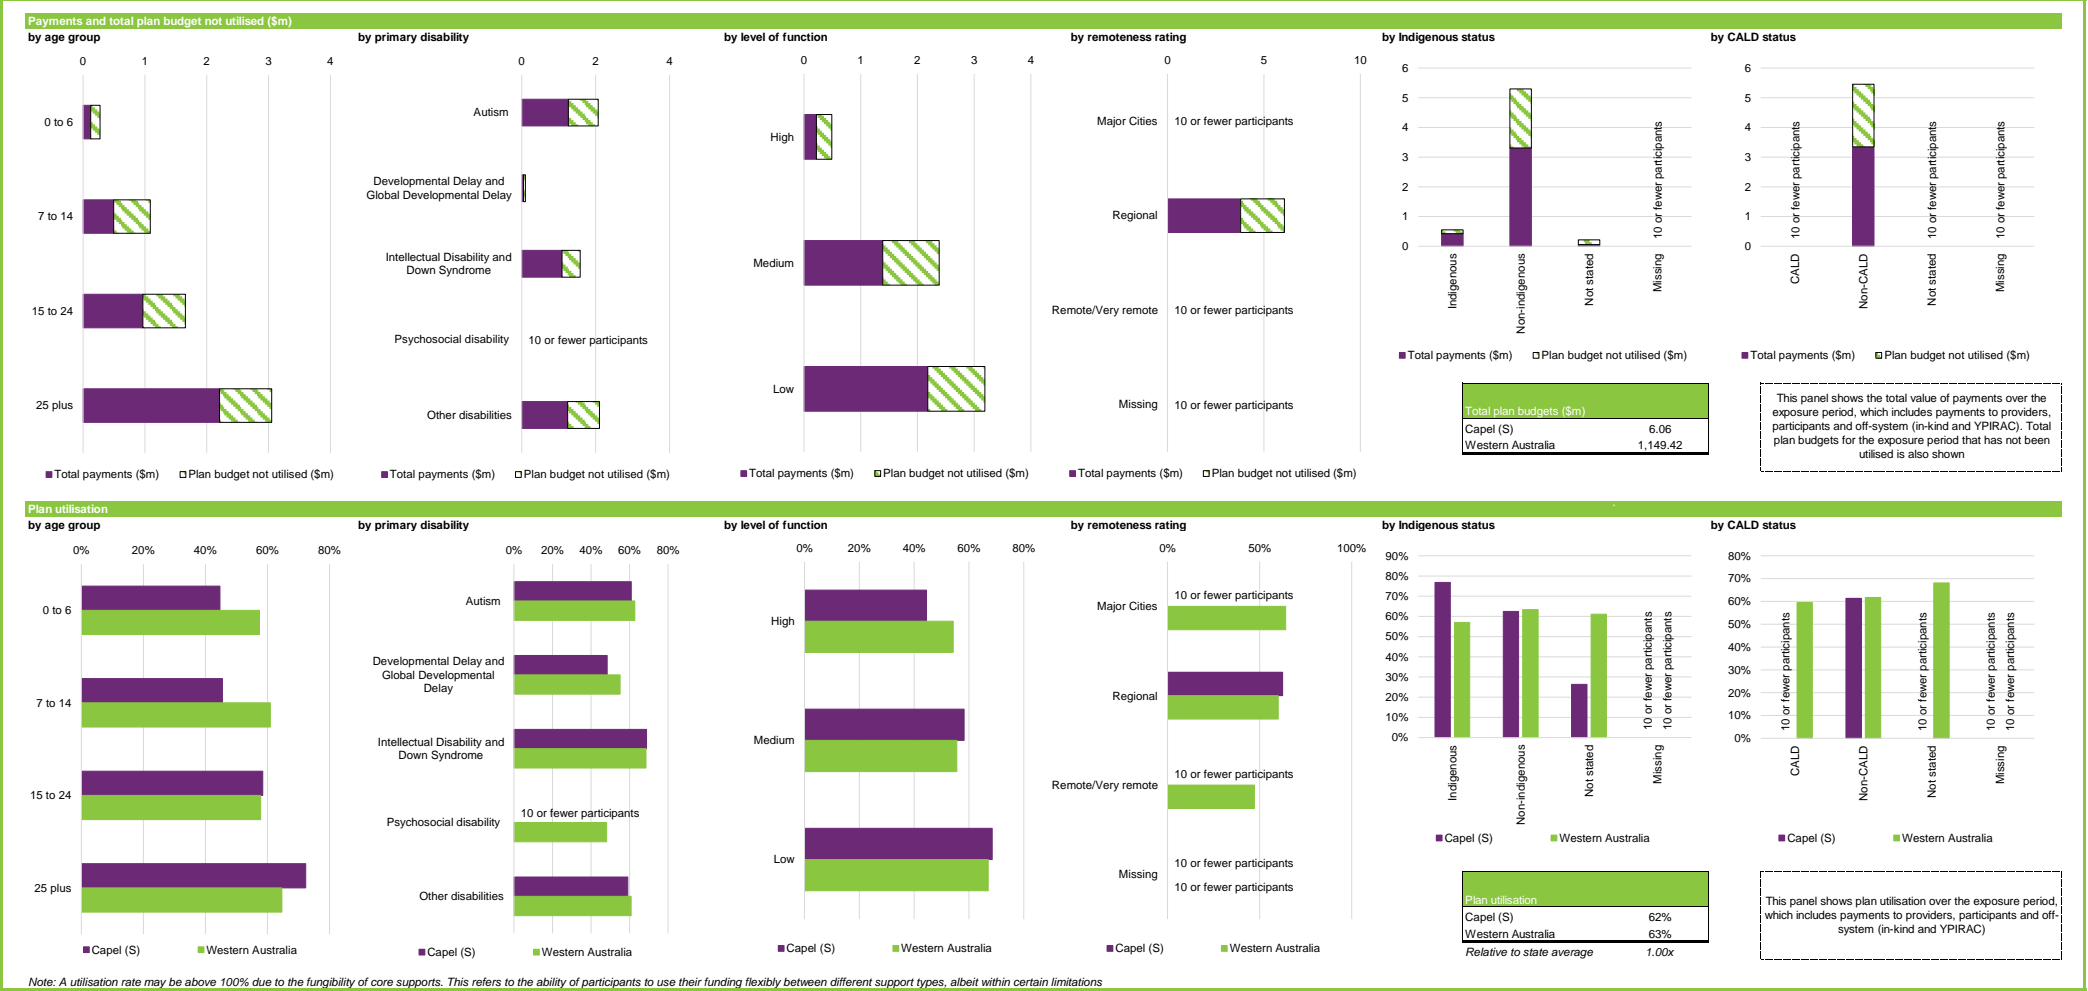 Payments and total plan budget not utilised ($m)
by age group
0 1 2 3 4
0 to 6
7 to 14
15 to 24
25 plus
Total payments ($m) Plan budget not utilised ($m)
by primary disability
0 2 4
Autism
Developmental Delay and
Global Developmental Delay
Intellectual Disability and
Down Syndrome
Psychosocial disability 10 or fewer participants
Other disabilities
Total payments ($m) Plan budget not utilised ($m)
by level of function
0 1 2 3 4
High
Medium
Low
Total payments ($m) Plan budget not utilised ($m)
by remoteness rating
0 5 10
Major Cities 10 or fewer participants
Regional
Remote/Very remote 10 or fewer participants
Missing 10 or fewer participants
Total payments ($m) Plan budget not utilised ($m)
by Indigenous status
6
5
4
3
2
1
0
10 or fewer participants
Indigenous
Non-indigenous
Not stated
Missing
Total payments ($m) Plan budget not utilised ($m)
Total plan budgets ($m)
Capel (S) 6.06
Western Australia 1,149.42
by CALD status
6
5
4
3
2
1
0
10 or fewer participants
10 or fewer participants
10 or fewer participants
CALD
Non-CALD
Not stated
Missing
Total payments ($m) Plan budget not utilised ($m)
This panel shows the total value of payments over the
exposure period, which includes payments to providers,
participants and off-system (in-kind and YPIRAC). Total
plan budgets for the exposure period that has not been
utilised is also shown
Plan utilisation
by age group
0% 20% 40% 60% 80%
0 to 6
7 to 14
15 to 24
25 plus
Capel (S) Western Australia
by primary disability
0% 20% 40% 60% 80%
Autism
Developmental Delay and
Global Developmental
Delay
Intellectual Disability and
Down Syndrome
10 or fewer participants
Psychosocial disability
Other disabilities
Capel (S) Western Australia
by level of function
0% 20% 40% 60% 80%
High
Medium
Low
Capel (S) Western Australia
by remoteness rating
0% 50% 100%
10 or fewer participants
Major Cities
Regional
10 or fewer participants
Remote/Very remote
10 or fewer participants
Missing
10 or fewer participants
Capel (S) Western Australia
by Indigenous status
90%
80%
70%
60%
50%
40%
30%
20%
10%
0%
10 or fewer participants
10 or fewer participants
Indigenous
Non-indigenous
Not stated
Missing
Capel (S) Western Australia
Plan utilisation
Capel (S) 62%
Western Australia 63%
Relative to state average 1.00x
by CALD status
80%
70%
60%
50%
40%
30%
20%
10%
0%
10 or fewer participants
10 or fewer participants
10 or fewer participants
10 or fewer participants
CALD
Non-CALD
Not stated
Missing
Capel (S) Western Australia
This panel shows plan utilisation over the exposure period,
which includes payments to providers, participants and off-
system (in-kind and YPIRAC)
Note: A utilisation rate may be above 100% due to the fungibility of core supports. This refers to the ability of participants to use their funding flexibly between different support types, albeit within certain limitations